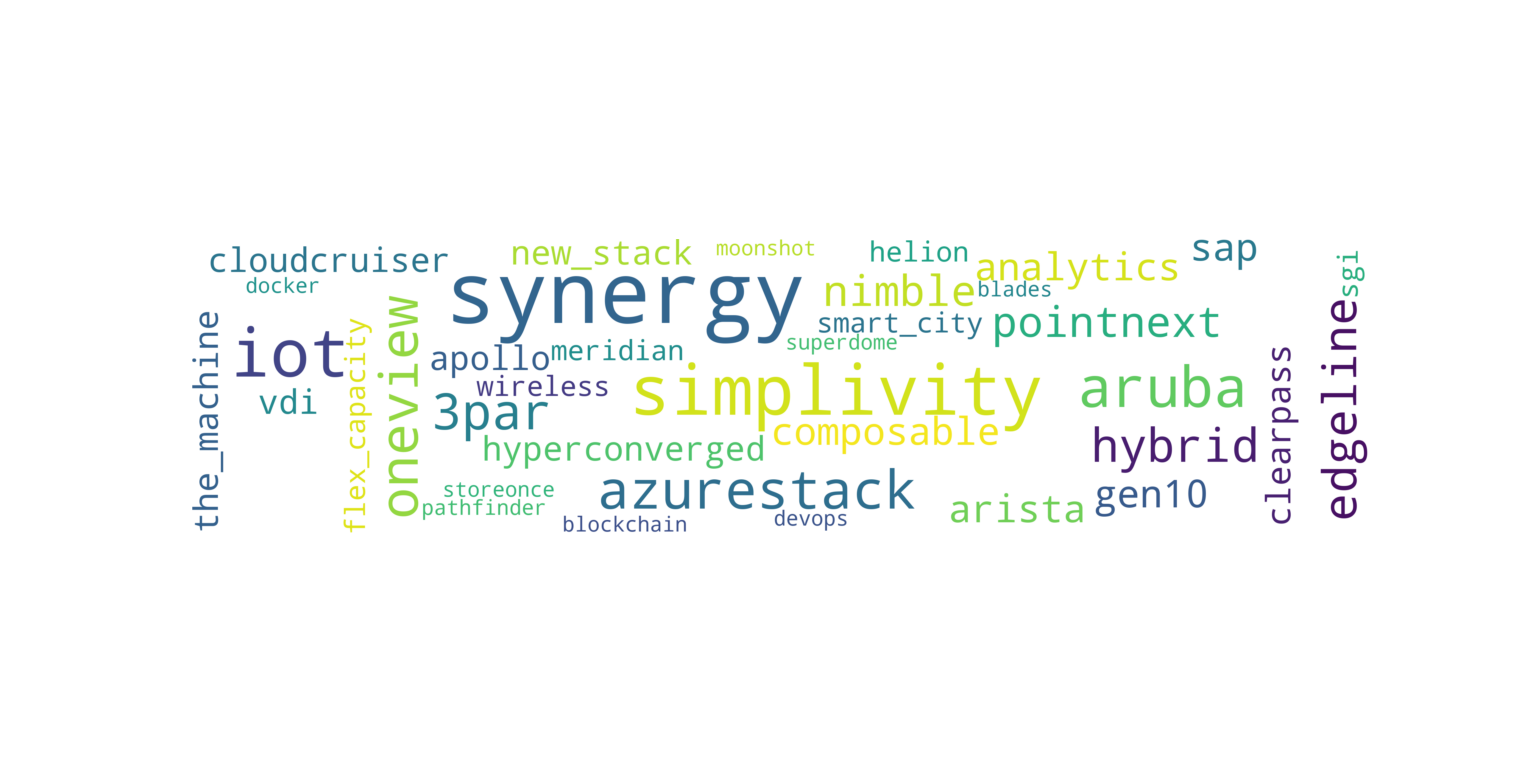 cloudcruiser
docker
new_stack
moonshot
helion
analytics
sap
sgi
synergy
nimble
blades
smart_city
pointnext
superdome
the_machine
iot
vdi
flex_capacity
oneview
apollo
meridian
wireless
3par
simplivity
aruba
composable
hyperconverged
hybrid
clearpass
edgeline
storeonce
pathfinder
azurestack
arista
gen10
blockchain
devops